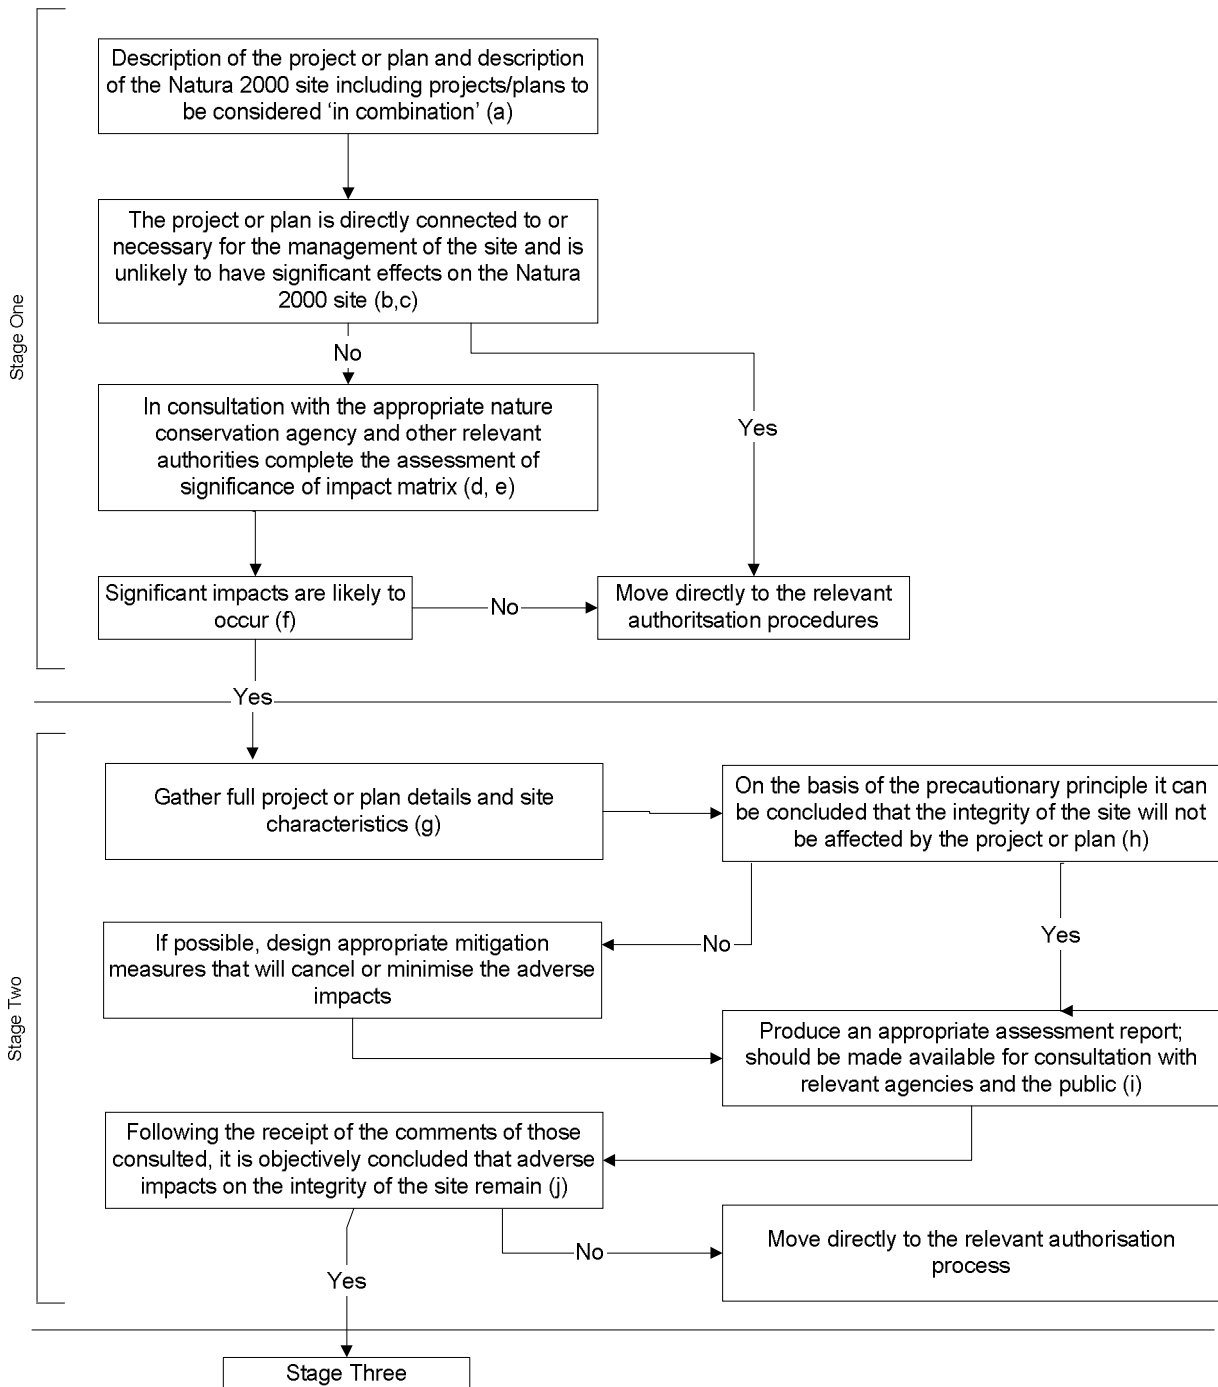 Stage One
Description of the project or plan and description
of the Natura 2000 site including projects/plans to
be considered ‘in combination’ (a)
The project or plan is directly connected to or
necessary for the management of the site and is
unlikely to have significant effects on the Natura
2000 site (b,c)
No
Yes
In consultation with the appropriate nature
conservation agency and other relevant
authorities complete the assessment of
significance of impact matrix (d, e)
Significant impacts are likely to
occur (f)
No
Move directly to the relevant
authoritsation procedures
Yes
Stage Two
Gather full project or plan details and site
characteristics (g)
On the basis of the precautionary principle it can
be concluded that the integrity of the site will not
be affected by the project or plan (h)
No
Yes
If possible, design appropriate mitigation
measures that will cancel or minimise the adverse
impacts
Produce an appropriate assessment report;
should be made available for consultation with
relevant agencies and the public (i)
Following the receipt of the comments of those
consulted, it is objectively concluded that adverse
impacts on the integrity of the site remain (j)
No
Move directly to the relevant authorisation
process
Yes
Stage Three